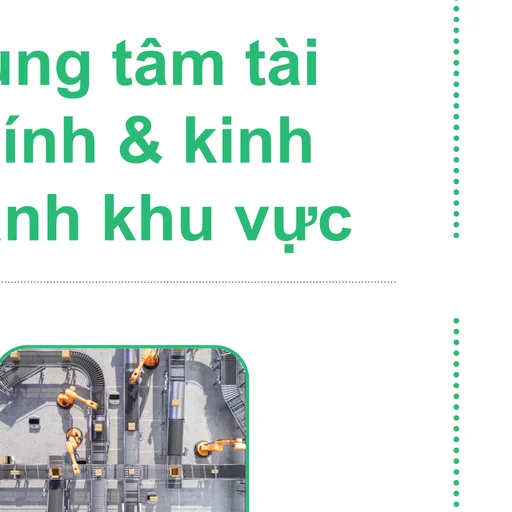 ung tâm tài
ính & kinh
nh khu vực